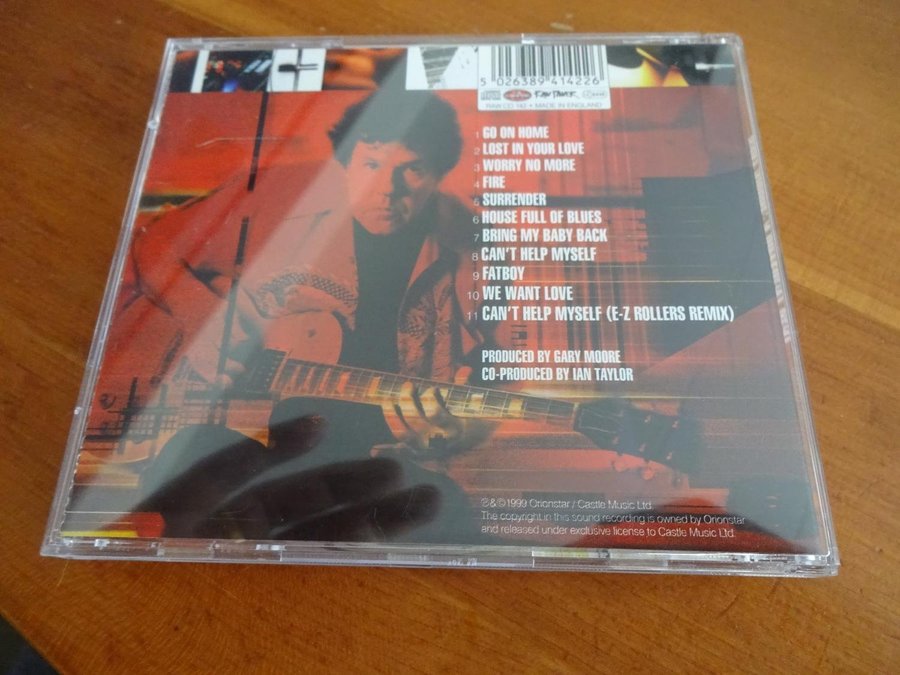 5 026389 414226
RAW POWER
RAW CD 142 • MADE IN ENGLAND
1 GO ON HOME
2 LOST IN YOUR LOVE
3 WORRY NO MORE
4 FIRE
5 SURRENDER
6 HOUSE FULL OF BLUES
7 BRING MY BABY BACK
8 CAN'T HELP MYSELF
9 FATBOY
10 WE WANT LOVE
11 CAN'T HELP MYSELF (E-Z ROLLERS REMIX)
PRODUCED BY GARY MOORE
CO-PRODUCED BY IAN TAYLOR
℗&©1999 Orionstar / Castle Music Ltd.
The copyright in this sound recording is owned by Orionstar
and released under exclusive license to Castle Music Ltd.